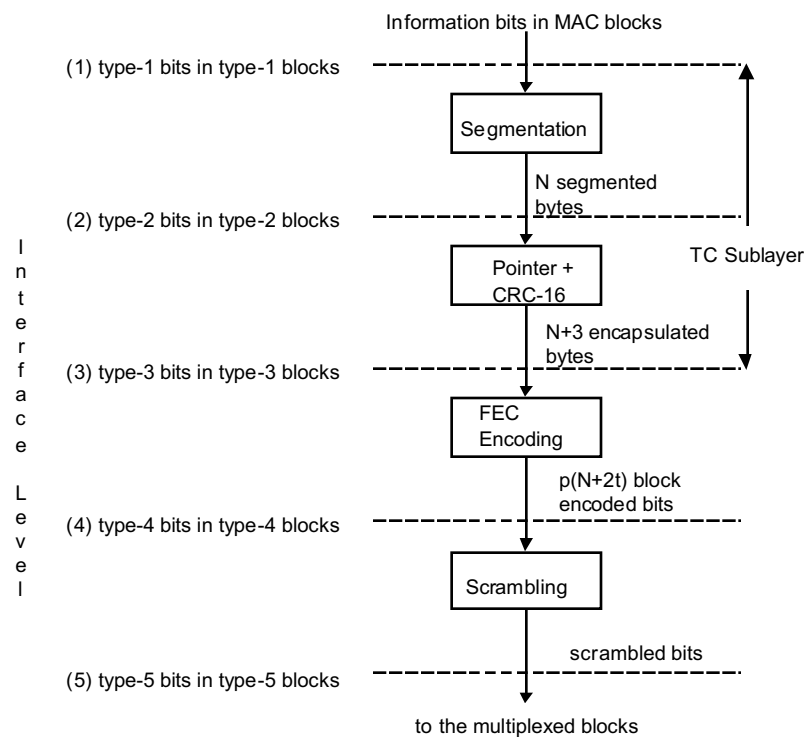 Information bits in MAC blocks
(1) type-1 bits in type-1 blocks
Segmentation
N segmented
bytes
(2) type-2 bits in type-2 blocks
Interface Level
TC Sublayer
Pointer +
CRC-16
N+3 encapsulated
bytes
(3) type-3 bits in type-3 blocks
FEC
Encoding
p(N+2t) block
encoded bits
(4) type-4 bits in type-4 blocks
Scrambling
scrambled bits
(5) type-5 bits in type-5 blocks
to the multiplexed blocks